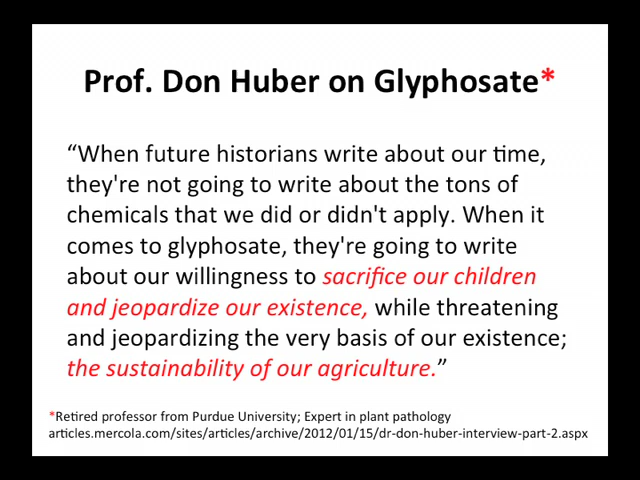 Prof. Don Huber on Glyphosate*
“When future historians write about our time,
they're not going to write about the tons of
chemicals that we did or didn't apply. When it
comes to glyphosate, they're going to write
about our willingness to sacrifice our children
and jeopardize our existence, while threatening
and jeopardizing the very basis of our existence;
the sustainability of our agriculture.”
*Retired professor from Purdue University; Expert in plant pathology
articles.mercola.com/sites/articles/archive/2012/01/15/dr-don-huber-interview-part-2.aspx